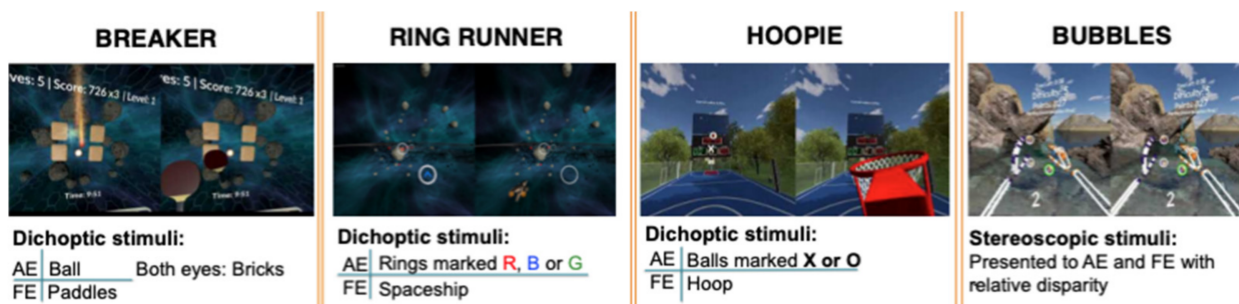 BREAKER
ves: 5 | Score: 726 x3 | Level: 1
es: 5 | Score: 726 x3 | Level: 1
Time: 9:51
Time: 9:51
Dichoptic stimuli:
AE Ball Both eyes: Bricks
FE Paddles
RING RUNNER
Dichoptic stimuli:
AE Rings marked R, B or G
FE Spaceship
HOOPIE
X
Dichoptic stimuli:
AE Balls marked X or O
FE Hoop
BUBBLES
2
2
Stereoscopic stimuli:
Presented to AE and FE with
relative disparity